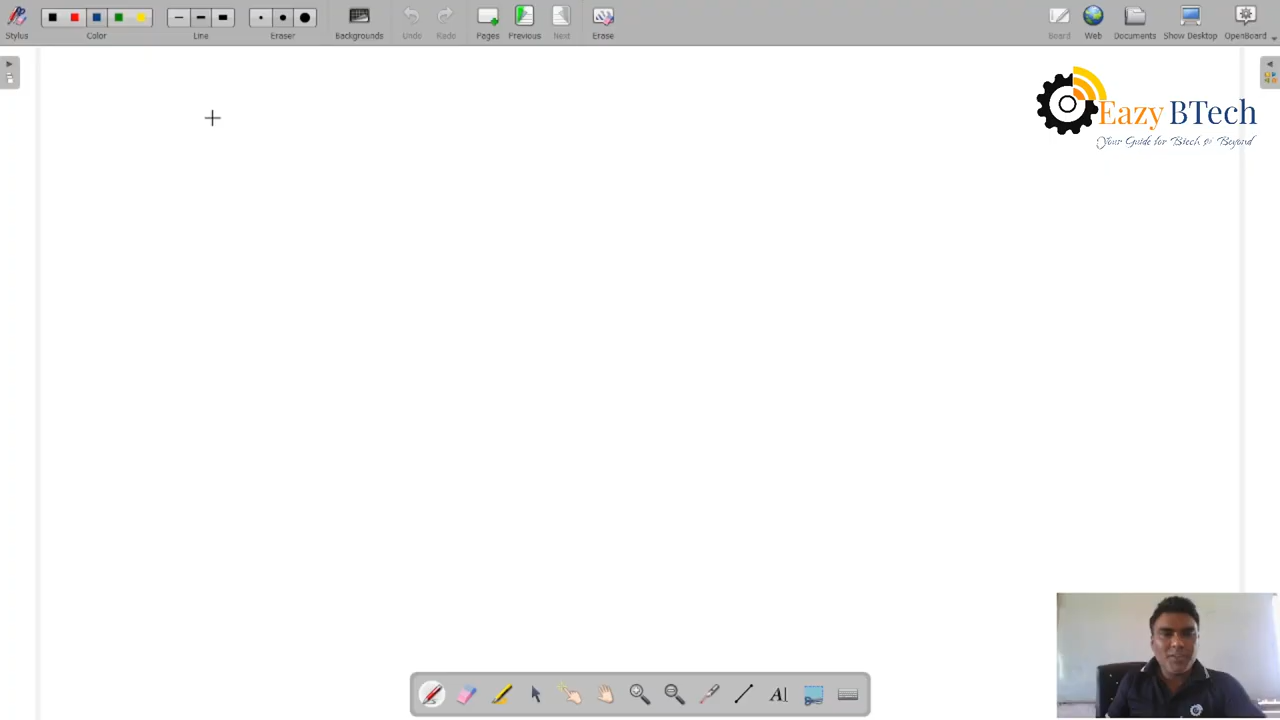 Stylus Color Line Eraser Backgrounds Undo Redo Pages Previous Next Erase Board Web Documents Show Desktop OpenBoard
Eazy BTech
Your Guide for Btech & Beyond
A